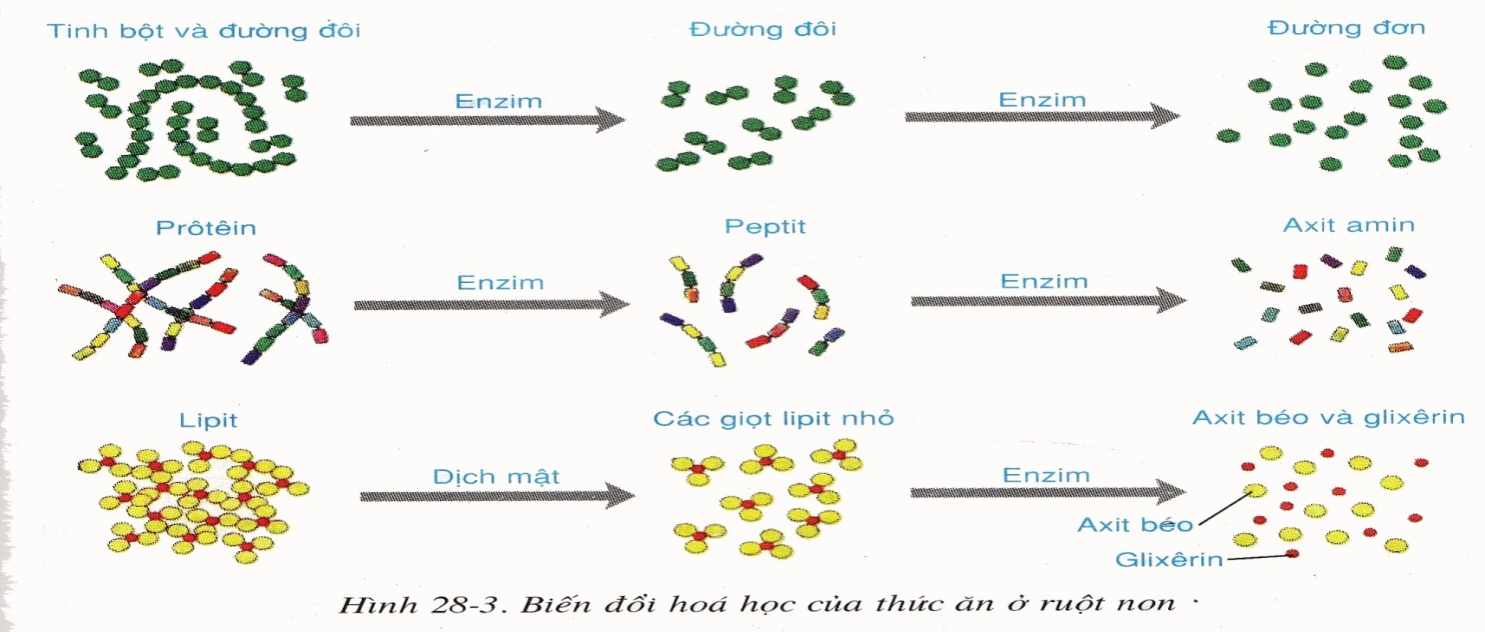 Tinh bột và đường đôi
Đường đôi
Đường đơn
Enzim
Enzim
Prôtêin
Peptit
Axit amin
Enzim
Enzim
Lipit
Các giọt lipit nhỏ
Axit béo và glixêrin
Dịch mật
Enzim
Axit béo
Glixêrin
Hình 28-3. Biến đổi hoá học của thức ăn ở ruột non